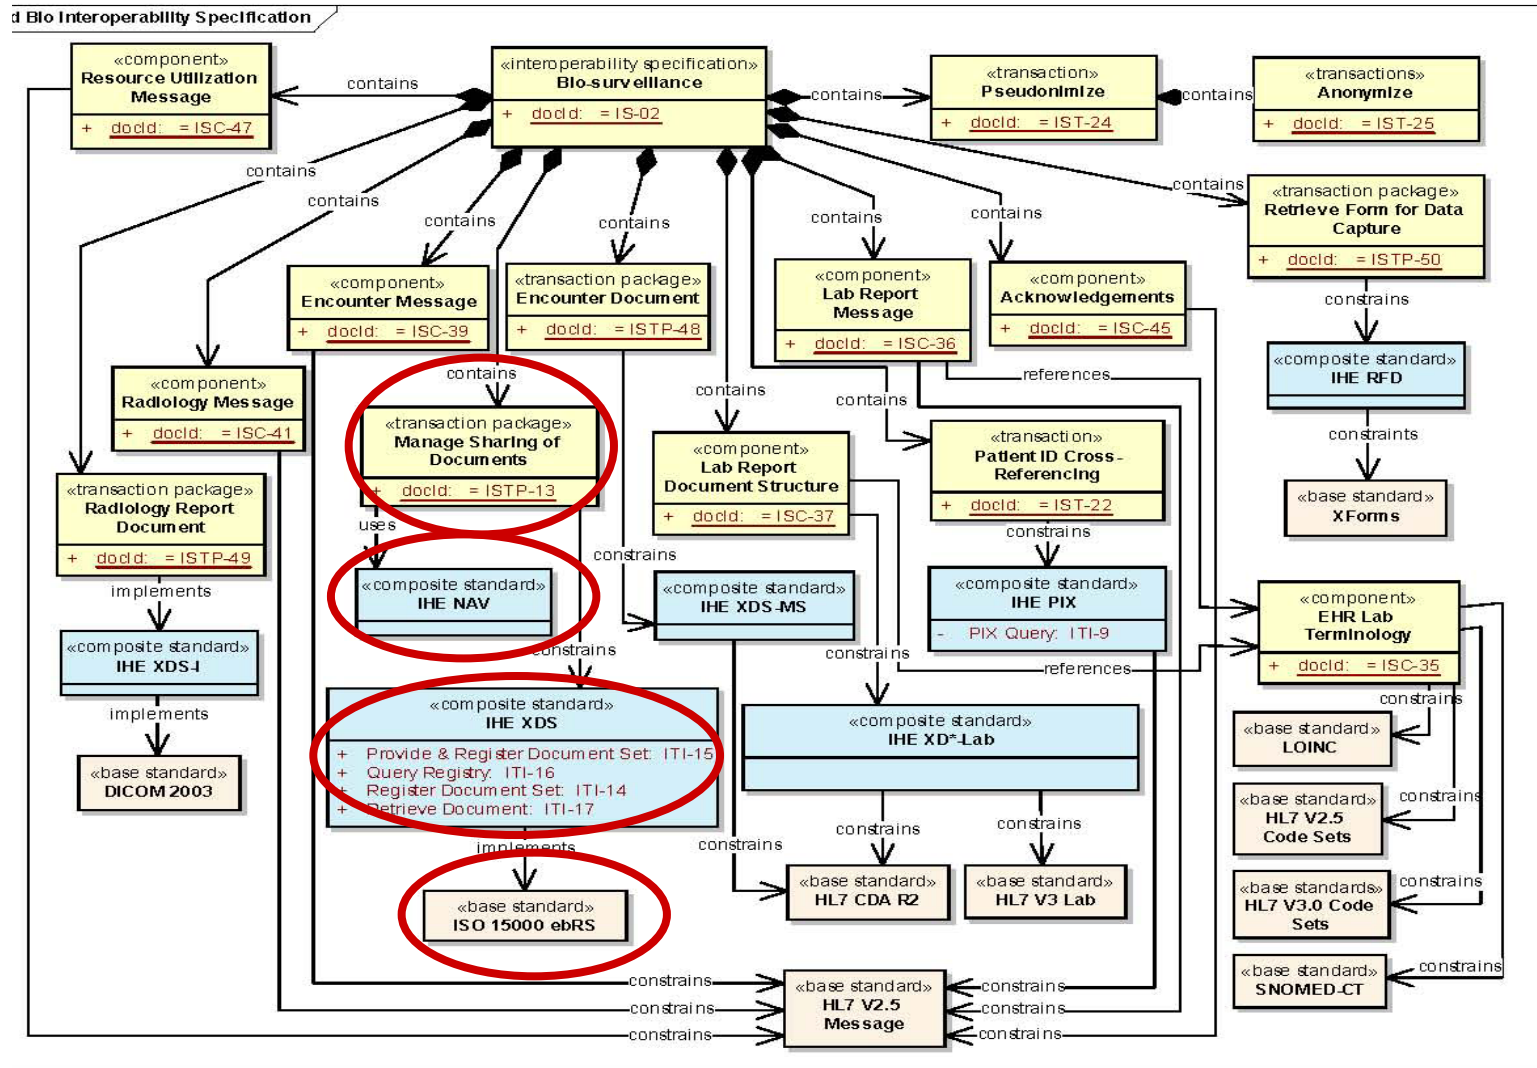 d Bio Interoperability Specification
«component»
Resource Utilization
Message
+ docId: = ISC-47
contains
«interoperability specification»
Bio-surveillance
+ docId: = IS-02
contains
«transaction»
Pseudonimize
+ docId: = IST-24
contains
«transactions»
Anonymize
+ docId: = IST-25
contains
contains
contains
contains
contains
contains
contains
«transaction package»
Retrieve Form for Data
Capture
+ docId: = ISTP-50
«component»
Encounter Message
+ docId: = ISC-39
«transaction package»
Encounter Document
+ docId: = ISTP-48
«component»
Lab Report
Message
+ docId: = ISC-36
«component»
Acknowledgements
+ docId: = ISC-45
constrains
«composite standard»
IHE RFD
constraints
«base standard»
XForms
«component»
Radiology Message
+ docId: = ISC-41
contains
«transaction package»
Manage Sharing of
Documents
+ docId: = ISTP-13
contains
contains
references
«component»
Lab Report
Document Structure
+ docId: = ISC-37
«transaction»
Patient ID Cross-
Referencing
+ docId: = IST-22
«transaction package»
Radiology Report
Document
+ docId: = ISTP-49
uses
constrains
constrains
implements
«composite standard»
IHE NAV
«composite standard»
IHE XDS-MS
«composite standard»
IHE PIX
- PIX Query: ITI-9
«component»
EHR Lab
Terminology
+ docId: = ISC-35
«composite standard»
IHE XDS-I
constrains
constrains
references
implements
«base standard»
DICOM 2003
«composite standard»
IHE XDS
+ Provide & Register Document Set: ITI-15
+ Query Registry: ITI-16
+ Register Document Set: ITI-14
+ Retrieve Document: ITI-17
«composite standard»
IHE XD*-Lab
constrains
«base standard»
LOINC
constrains
«base standard»
HL7 V2.5
Code Sets
implements
constrains
constrains
constrains
«base standard»
ISO 15000 ebRS
«base standard»
HL7 CDA R2
«base standard»
HL7 V3 Lab
constrains
«base standards»
HL7 V3.0 Code
Sets
constrains
«base standard»
SNOMED-CT
constrains
constrains
constrains
«base standard»
HL7 V2.5
Message
constrains
constrains
constrains